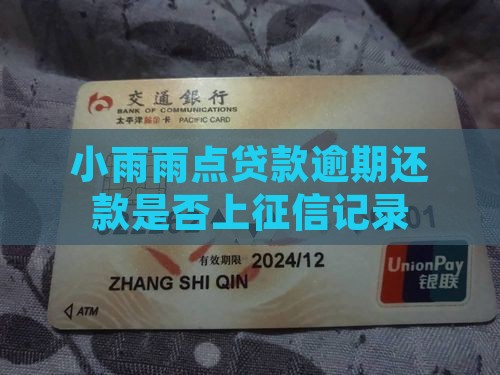 交通銀行
BANK OF COMMUNICATIONS
太平洋 卡 PACIFIC CARD
小雨雨点贷款逾期还
款是否上征信记录
01
有效期限 2024/12
ZHANG SHI QIN
UnionPay
银联
ATM